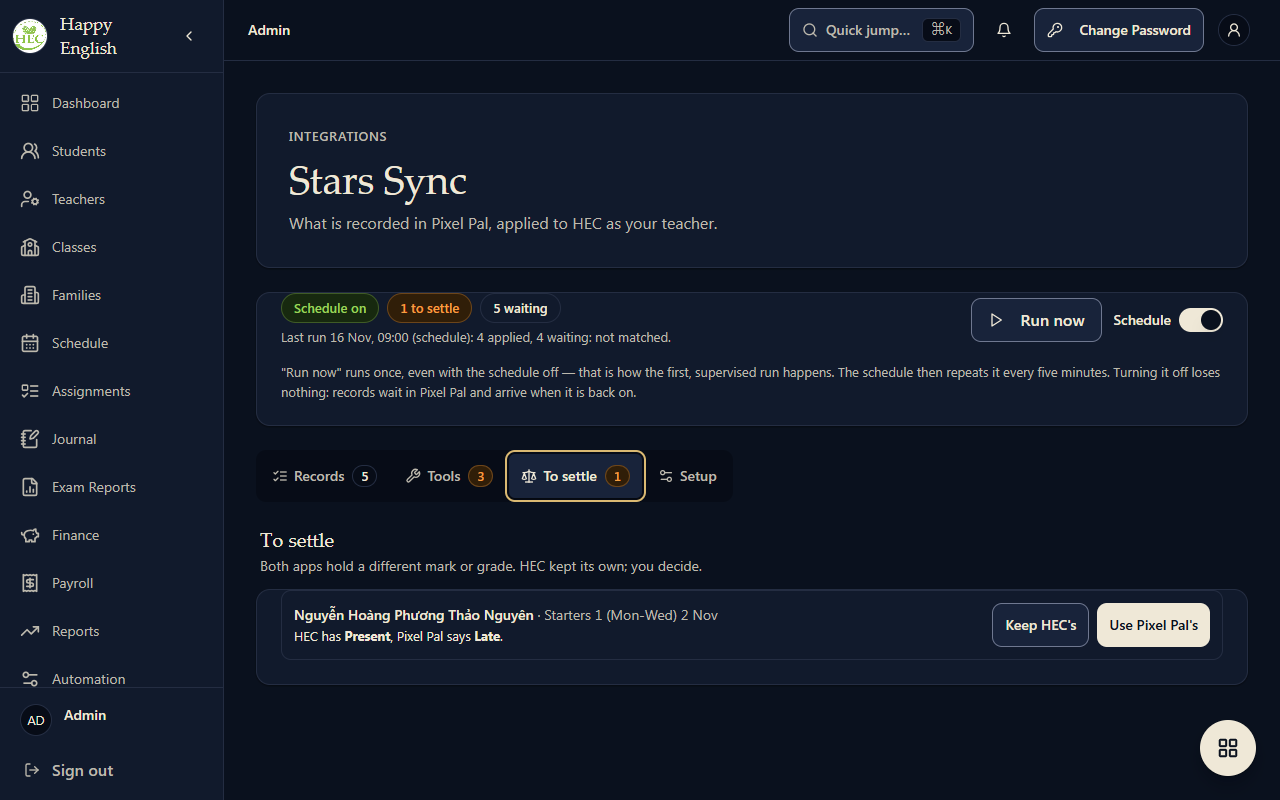 HEC
Happy
English
Dashboard
Students
Teachers
Classes
Families
Schedule
Assignments
Journal
Exam Reports
Finance
Payroll
Reports
Automation
AD
Admin
Sign out
Admin
Quick jump...
⌘K
Change Password
INTEGRATIONS
Stars Sync
What is recorded in Pixel Pal, applied to HEC as your teacher.
Schedule on
1 to settle
5 waiting
Last run 16 Nov, 09:00 (schedule): 4 applied, 4 waiting: not matched.
Run now
Schedule
"Run now" runs once, even with the schedule off — that is how the first, supervised run happens. The schedule then repeats it every five minutes. Turning it off loses
nothing: records wait in Pixel Pal and arrive when it is back on.
Records 5
Tools 3
To settle 1
Setup
To settle
Both apps hold a different mark or grade. HEC kept its own; you decide.
Nguyễn Hoàng Phương Thảo Nguyên · Starters 1 (Mon-Wed) 2 Nov
HEC has Present, Pixel Pal says Late.
Keep HEC's
Use Pixel Pal's